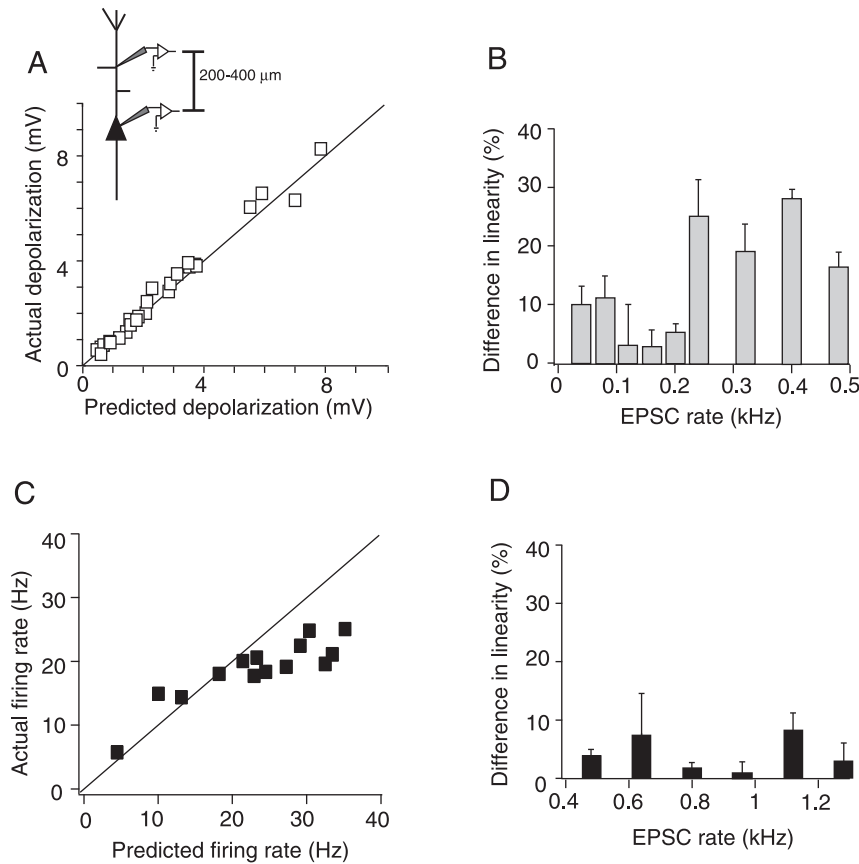 A
200-400 μm
Actual depolarization (mV)
8
4
0
0 4 8
Predicted depolarization (mV)
B
Difference in linearity (%)
40
30
20
10
0
0 0.1 0.2 0.3 0.4 0.5
EPSC rate (kHz)
C
Actual firing rate (Hz)
40
30
20
10
0
0 10 20 30 40
Predicted firing rate (Hz)
D
Difference in linearity (%)
40
30
20
10
0
0.4 0.6 0.8 1 1.2
EPSC rate (kHz)